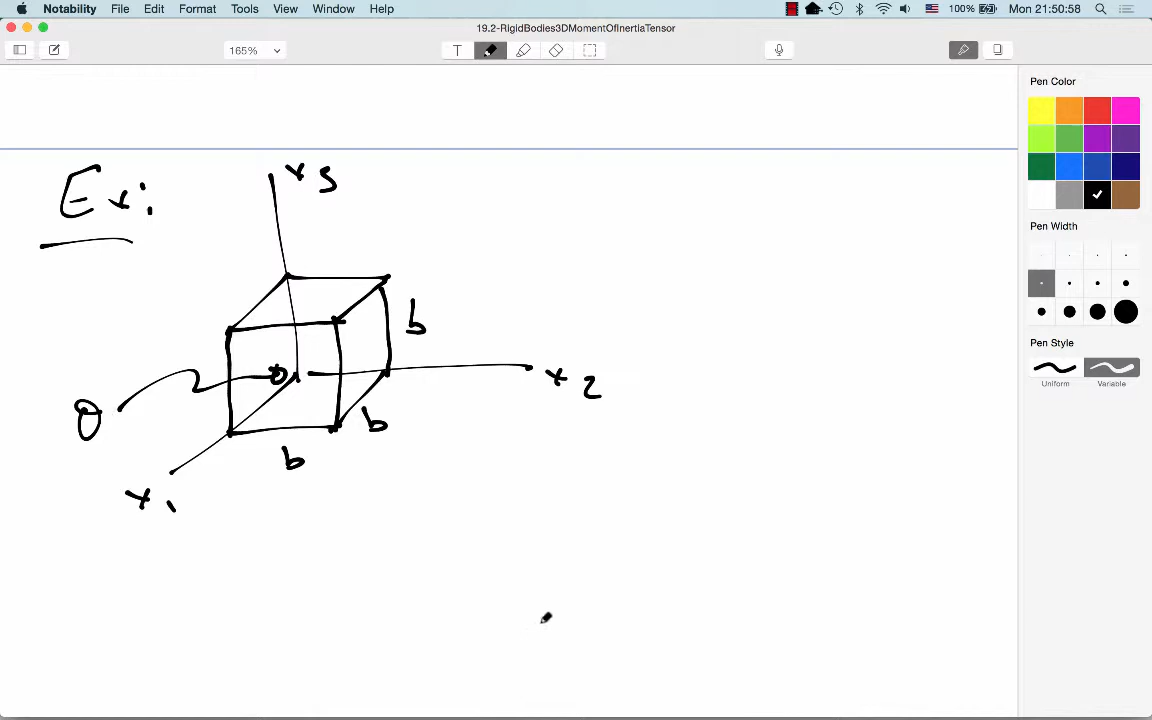 Notability File Edit Format Tools View Window Help 100% Mon 21:50:58
19.2-RigidBodies3DMomentOfInertiaTensor
165% T
Pen Color
Ex:
x3
Pen Width
b
x2
Pen Style
Uniform Variable
O
O
b
b
x1